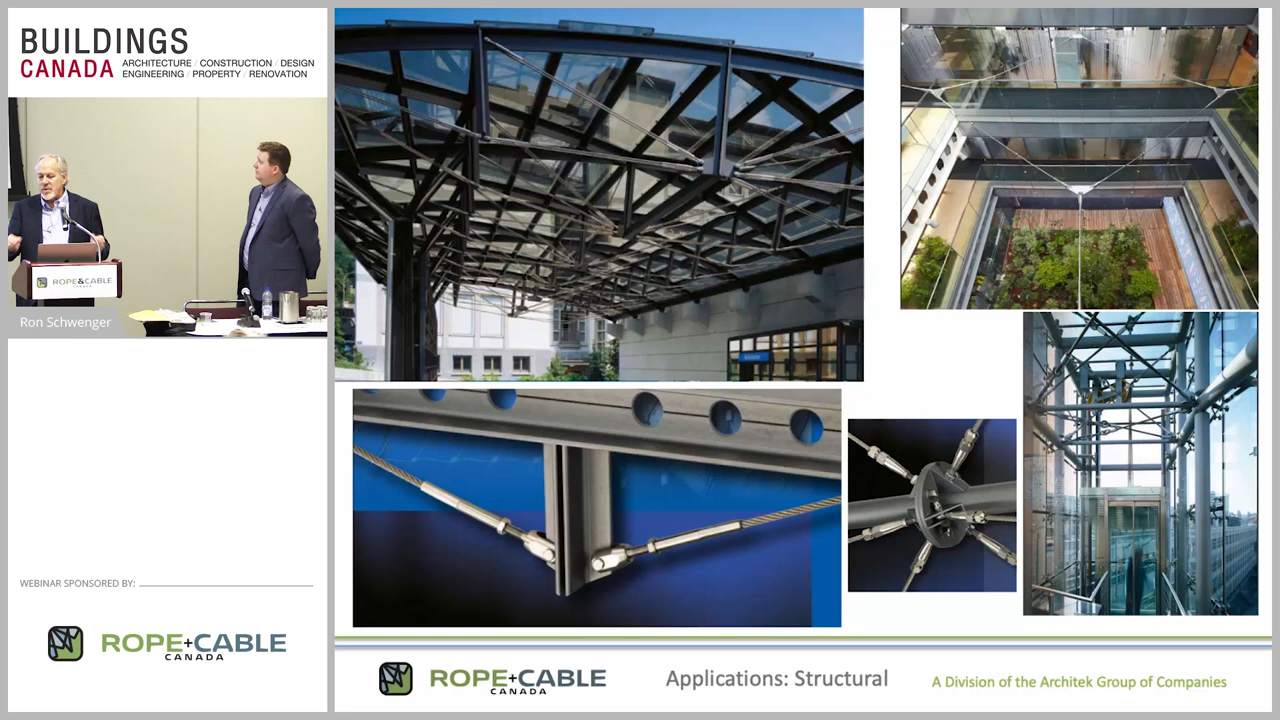 BUILDINGS
CANADA
ARCHITECTURE / CONSTRUCTION / DESIGN
ENGINEERING / PROPERTY / RENOVATION
ROPE&CABLE
Ron Schwenger
WEBINAR SPONSORED BY:
ROPE+CABLE
CANADA
ROPE+CABLE
CANADA
Applications: Structural
A Division of the Architek Group of Companies